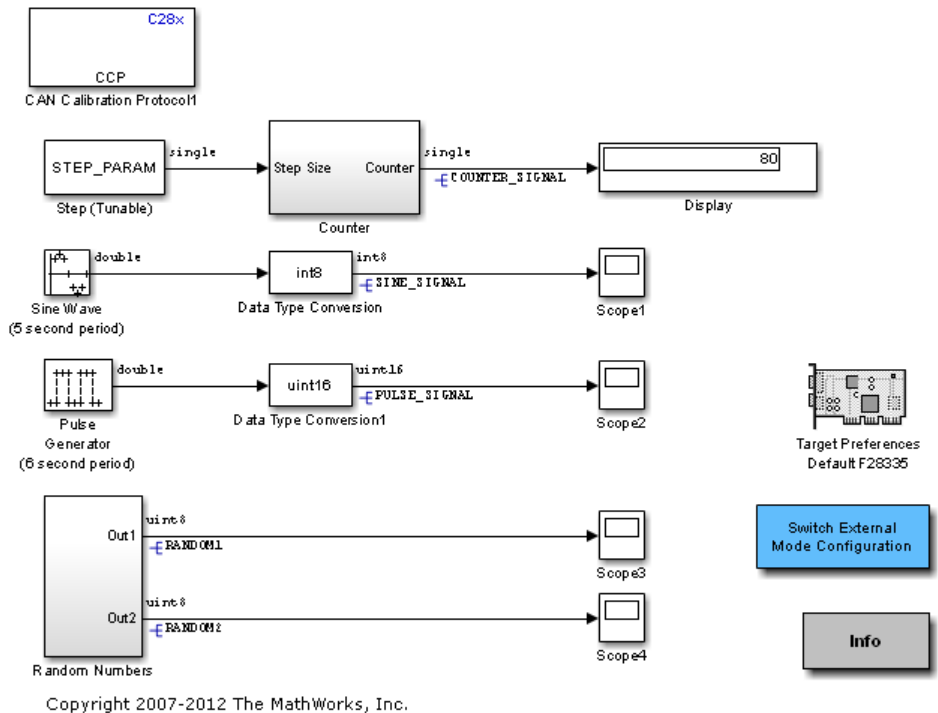 C28x
CCP
CAN Calibration Protocol1
STEP_PARAM
single
Step (Tunable)
Step Size
Counter
Counter
single
COUNTER_SIGNAL
80
Display
double
Sine Wave
(5 second period)
int8
Data Type Conversion
int8
SINE_SIGNAL
Scope1
double
Pulse
Generator
(6 second period)
uint16
Data Type Conversion1
uint16
PULSE_SIGNAL
Scope2
Target Preferences
Default F28335
Out1
uint8
RANDOM1
Scope3
Switch External
Mode Configuration
Out2
uint8
RANDOM2
Scope4
Random Numbers
Info
Copyright 2007-2012 The MathWorks, Inc.